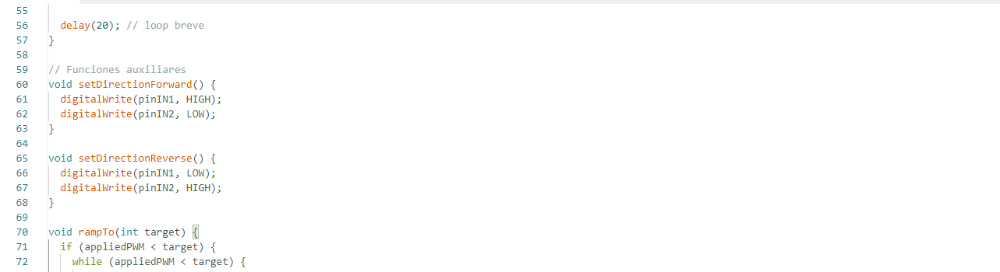 55
56 delay(20); // loop breve
57 }
58
59 // Funciones auxiliares
60 void setDirectionForward() {
61 digitalWrite(pinIN1, HIGH);
62 digitalWrite(pinIN2, LOW);
63 }
64
65 void setDirectionReverse() {
66 digitalWrite(pinIN1, LOW);
67 digitalWrite(pinIN2, HIGH);
68 }
69
70 void rampTo(int target) {
71 if (appliedPWM < target) {
72 while (appliedPWM < target) {